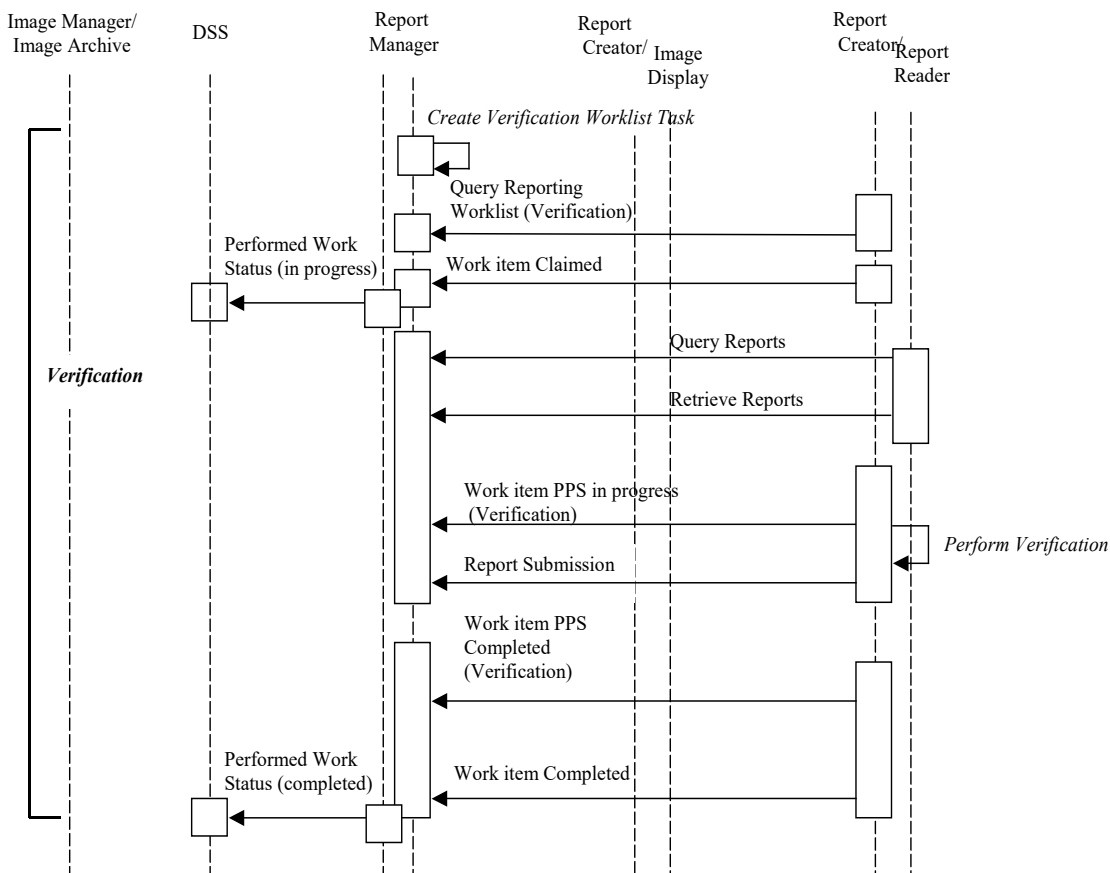 Image Manager/
Image Archive
DSS
Report
Manager
Report
Creator/
Image
Display
Report
Creator/
Report
Reader
Create Verification Worklist Task
Query Reporting
Worklist (Verification)
Performed Work
Status (in progress)
Work item Claimed
Query Reports
Verification
Retrieve Reports
Work item PPS in progress
(Verification)
Perform Verification
Report Submission
Work item PPS
Completed
(Verification)
Performed Work
Status (completed)
Work item Completed